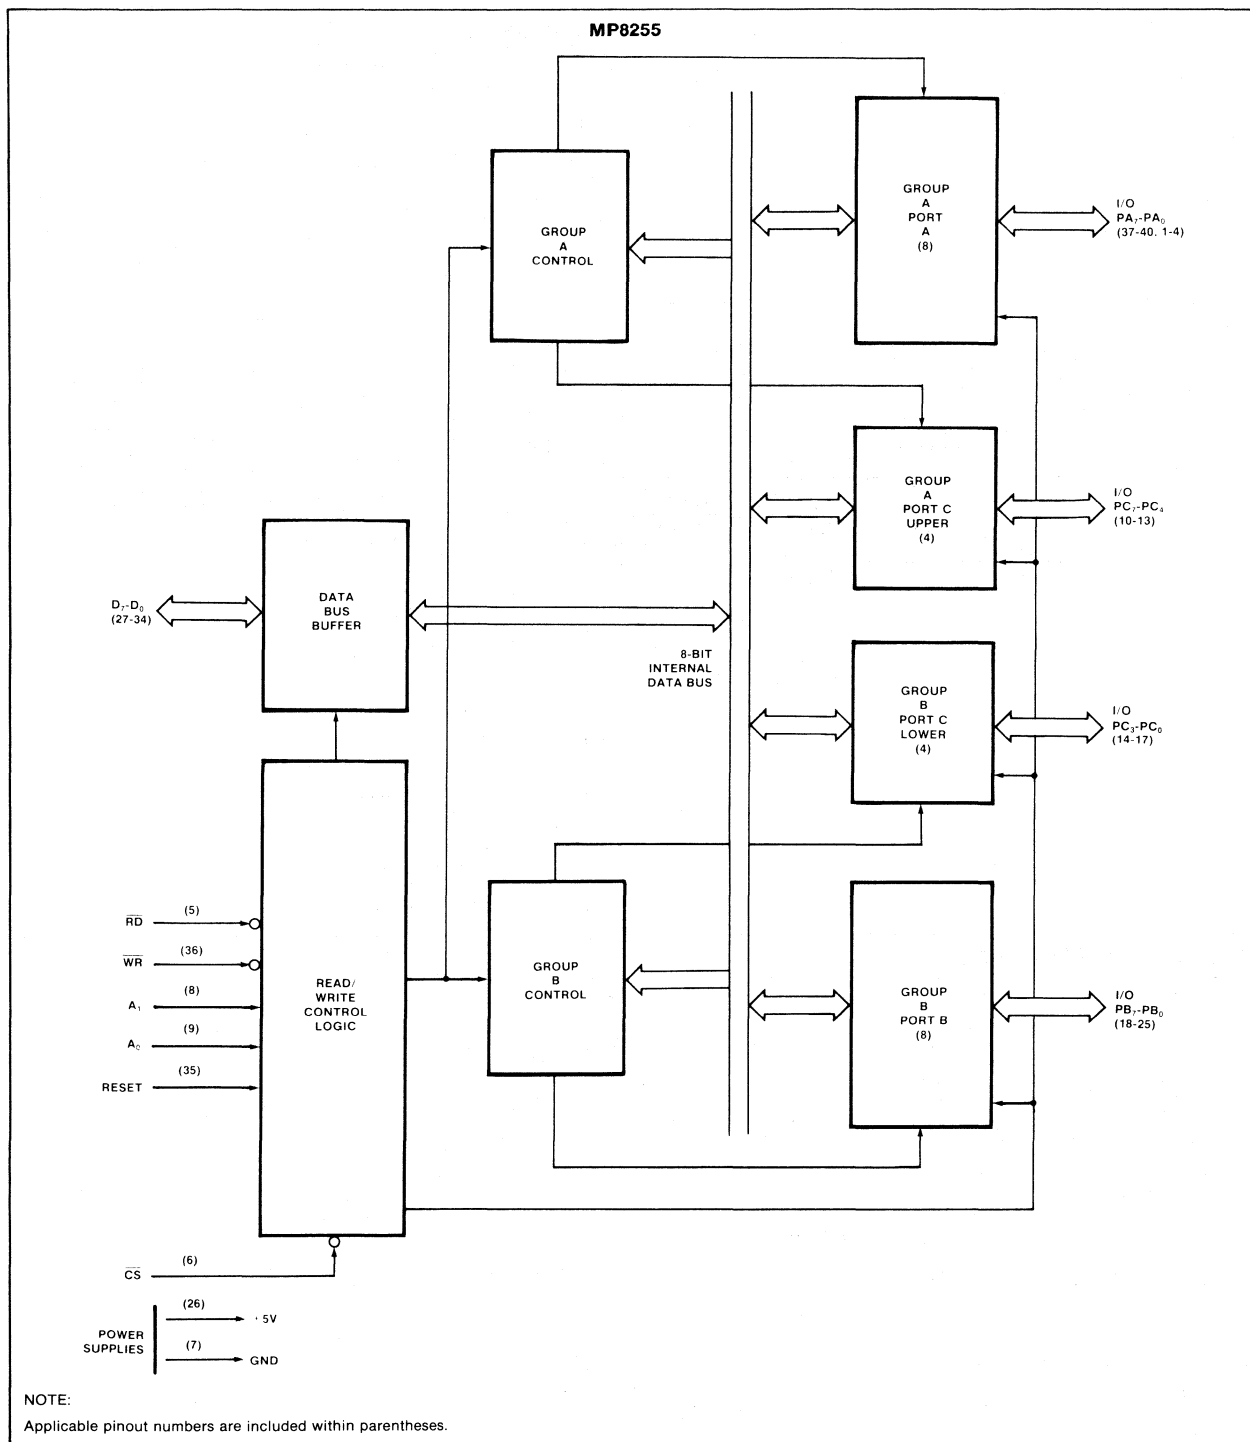 MP8255
GROUP
A
CONTROL
GROUP
A
PORT
A
(8)
I/O
PA₇-PA₀
(37-40. 1-4)
GROUP
A
PORT C
UPPER
(4)
I/O
PC₇-PC₄
(10-13)
D₇-D₀
(27-34)
DATA
BUS
BUFFER
8-BIT
INTERNAL
DATA BUS
GROUP
B
PORT C
LOWER
(4)
I/O
PC₃-PC₀
(14-17)
R̅D̅
(5)
W̅R̅
(36)
A₁
(8)
A₀
(9)
RESET
(35)
READ/
WRITE
CONTROL
LOGIC
GROUP
B
CONTROL
GROUP
B
PORT B
(8)
I/O
PB₇-PB₀
(18-25)
C̅S̅
(6)
POWER
SUPPLIES
(26)
+5V
(7)
GND
NOTE:
Applicable pinout numbers are included within parentheses.